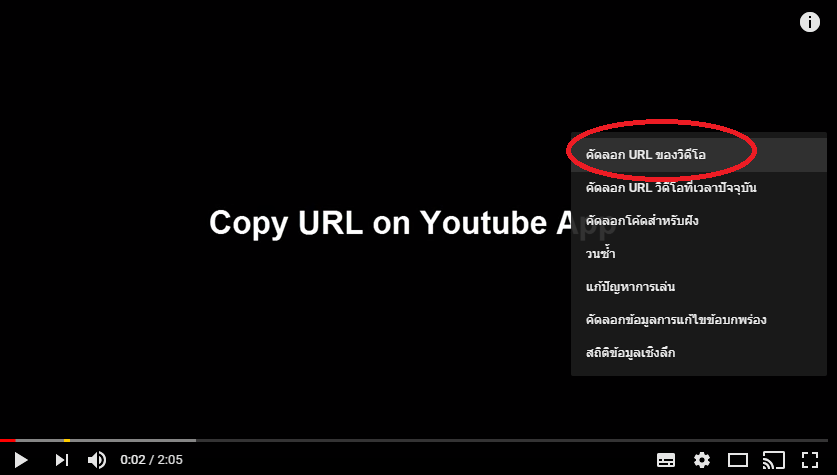 คัดลอก URL ของวิดีโอ
คัดลอก URL วิดีโอที่เวลาปัจจุบัน
Copy URL on Youtube App
คัดลอกโค้ดสำหรับฝัง
วนซ้ำ
แก้ปัญหาการเล่น
คัดลอกข้อมูลการแก้ไขข้อบกพร่อง
สถิติข้อมูลเชิงลึก
0:02 / 2:05